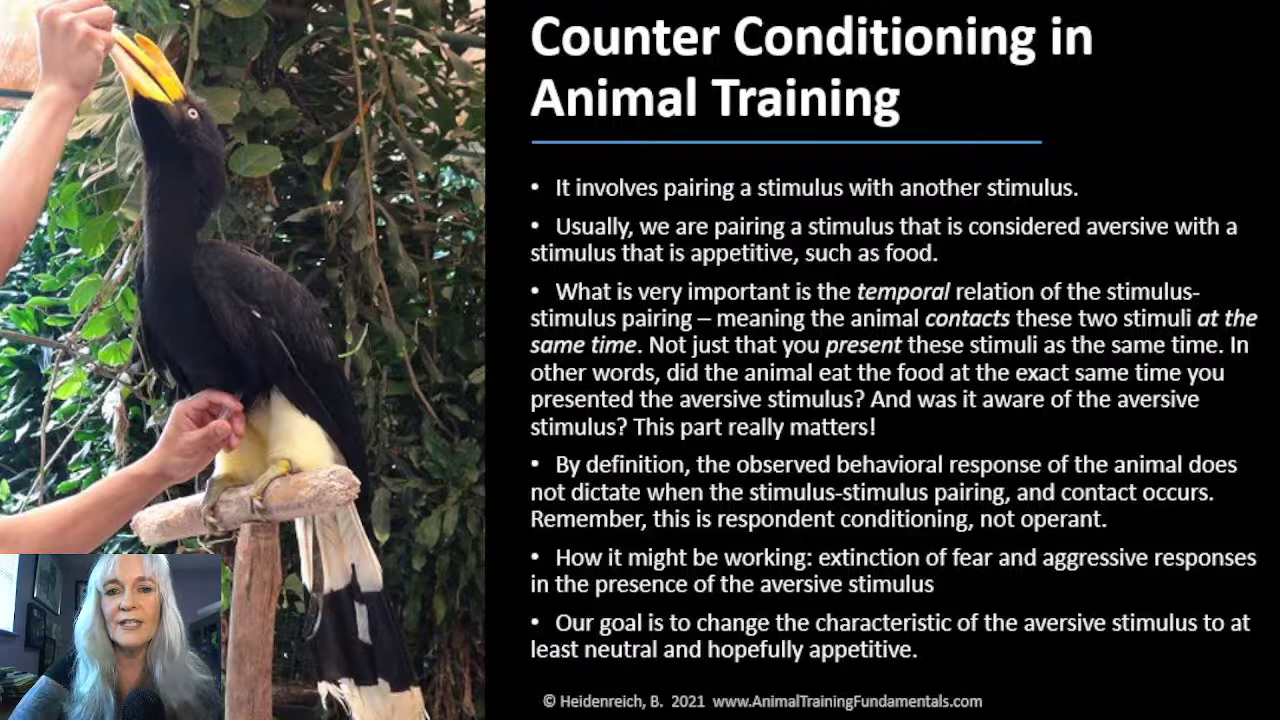 Counter Conditioning in
Animal Training
• It involves pairing a stimulus with another stimulus.
• Usually, we are pairing a stimulus that is considered aversive with a
stimulus that is appetitive, such as food.
• What is very important is the temporal relation of the stimulus-
stimulus pairing – meaning the animal contacts these two stimuli at the
same time. Not just that you present these stimuli as the same time. In
other words, did the animal eat the food at the exact same time you
presented the aversive stimulus? And was it aware of the aversive
stimulus? This part really matters!
• By definition, the observed behavioral response of the animal does
not dictate when the stimulus-stimulus pairing, and contact occurs.
Remember, this is respondent conditioning, not operant.
• How it might be working: extinction of fear and aggressive responses
in the presence of the aversive stimulus
• Our goal is to change the characteristic of the aversive stimulus to at
least neutral and hopefully appetitive.
© Heidenreich, B. 2021 www.AnimalTrainingFundamentals.com